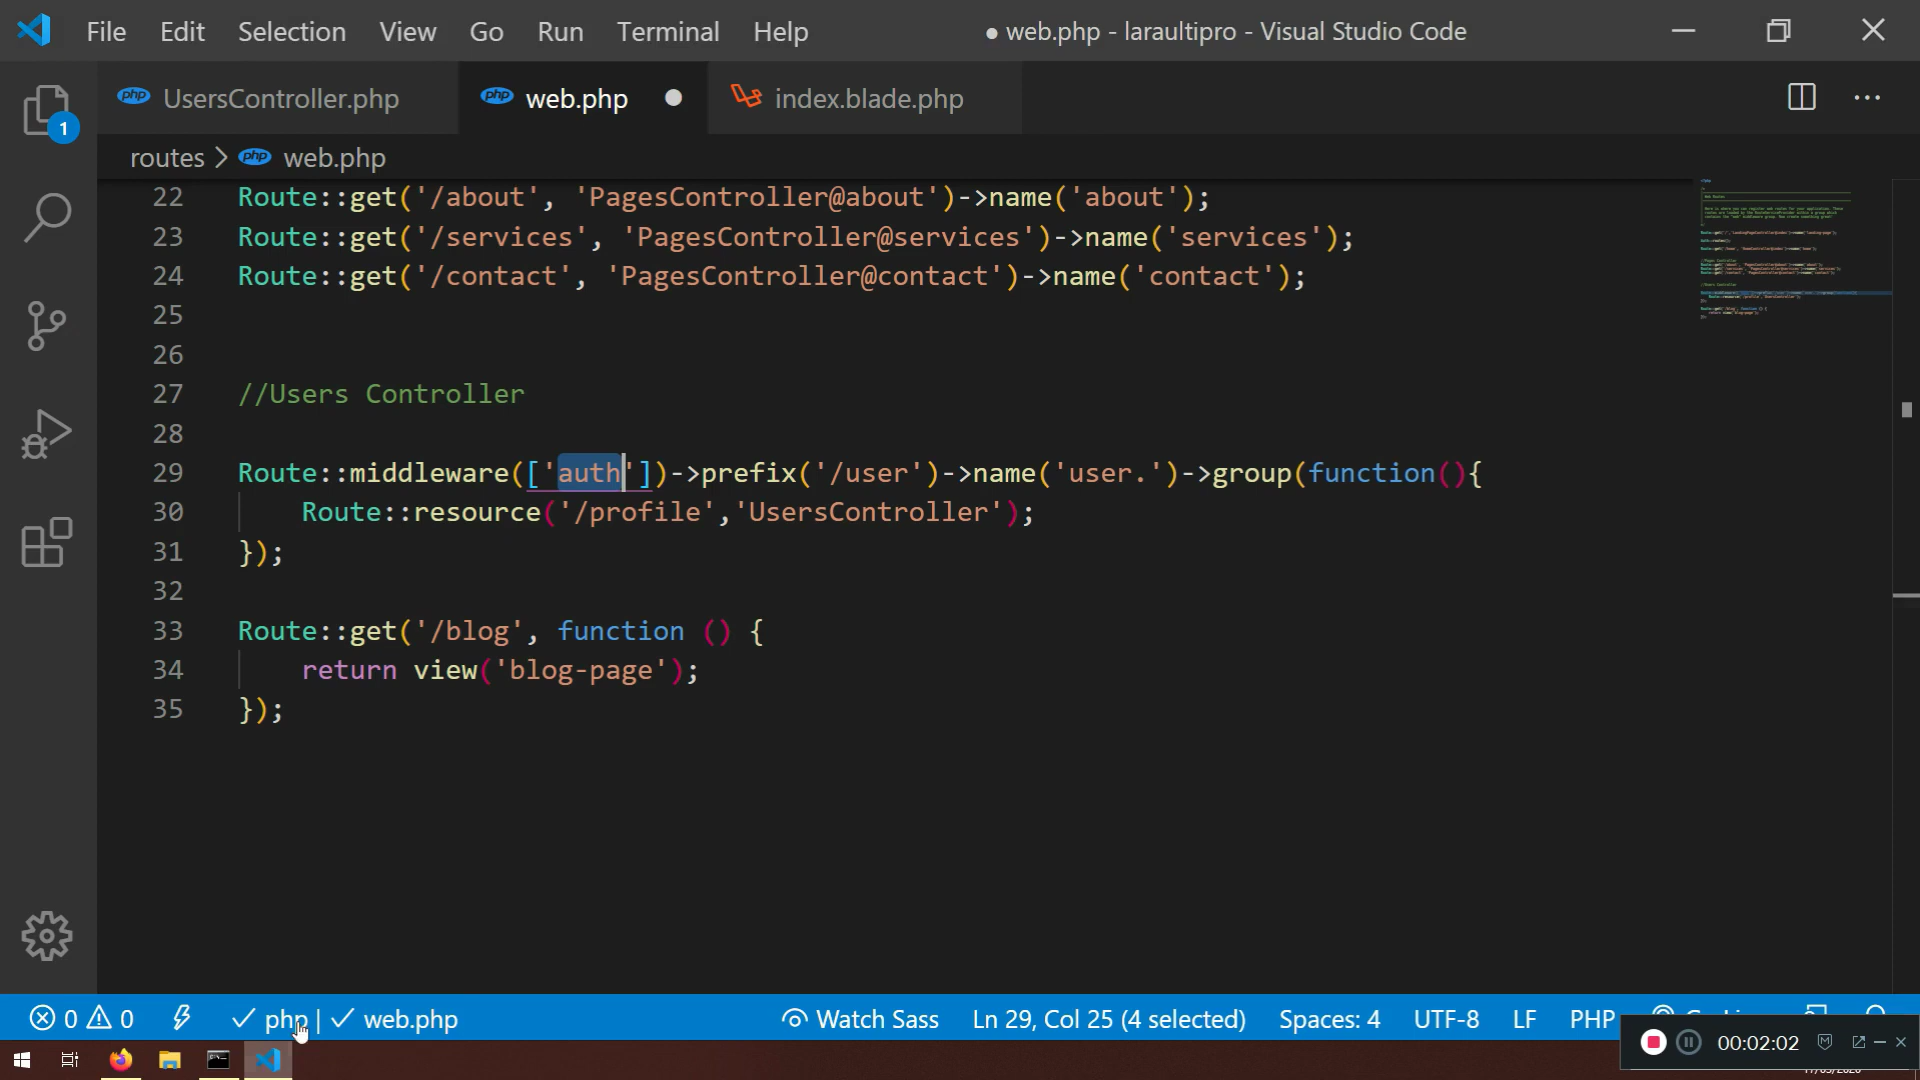 File Edit Selection View Go Run Terminal Help ● web.php - laraultipro - Visual Studio Code
UsersController.php web.php ● index.blade.php
1
routes > web.php
22 Route::get('/about', 'PagesController@about')->name('about');
23 Route::get('/services', 'PagesController@services')->name('services');
24 Route::get('/contact', 'PagesController@contact')->name('contact');
25
26
27 //Users Controller
28
29 Route::middleware(['auth'])->prefix('/user')->name('user.')->group(function(){
30 Route::resource('/profile','UsersController');
31 });
32
33 Route::get('/blog', function () {
34 return view('blog-page');
35 });
0 0 php | web.php Watch Sass Ln 29, Col 25 (4 selected) Spaces: 4 UTF-8 LF PHP
00:02:02